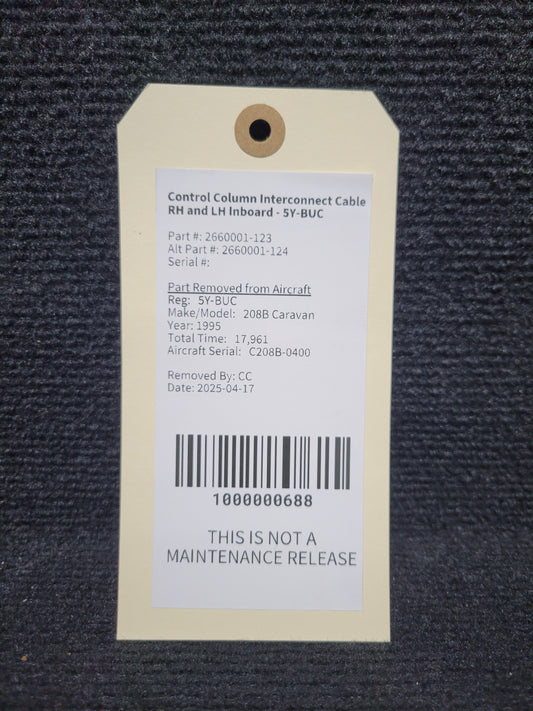 Control Column Interconnect Cable
RH and LH Inboard - 5Y-BUC
Part #: 2660001-123
Alt Part #: 2660001-124
Serial #:
Part Removed from Aircraft
Reg: 5Y-BUC
Make/Model: 208B Caravan
Year: 1995
Total Time: 17,961
Aircraft Serial: C208B-0400
Removed By: CC
Date: 2025-04-17
1000000688
THIS IS NOT A
MAINTENANCE RELEASE